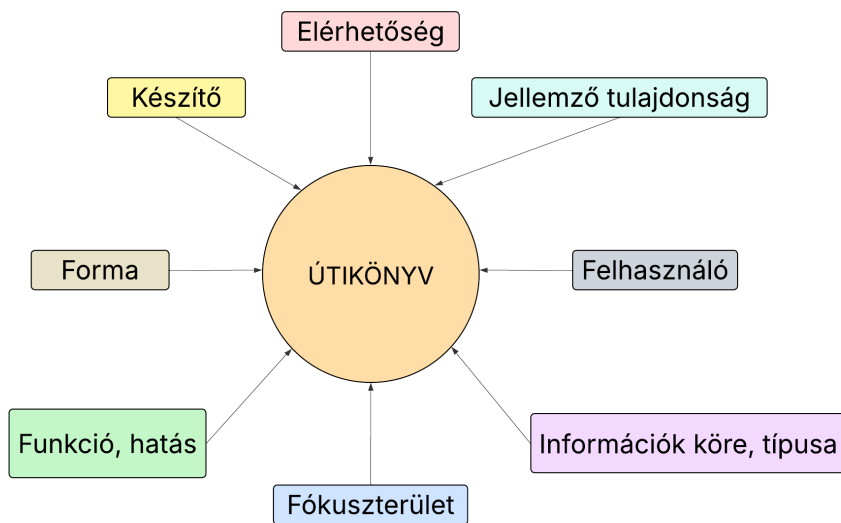 Elérhetőség
Készítő
Jellemző tulajdonság
Forma
ÚTIKÖNYV
Felhasználó
Funkció, hatás
Információk köre, típusa
Fókuszterület